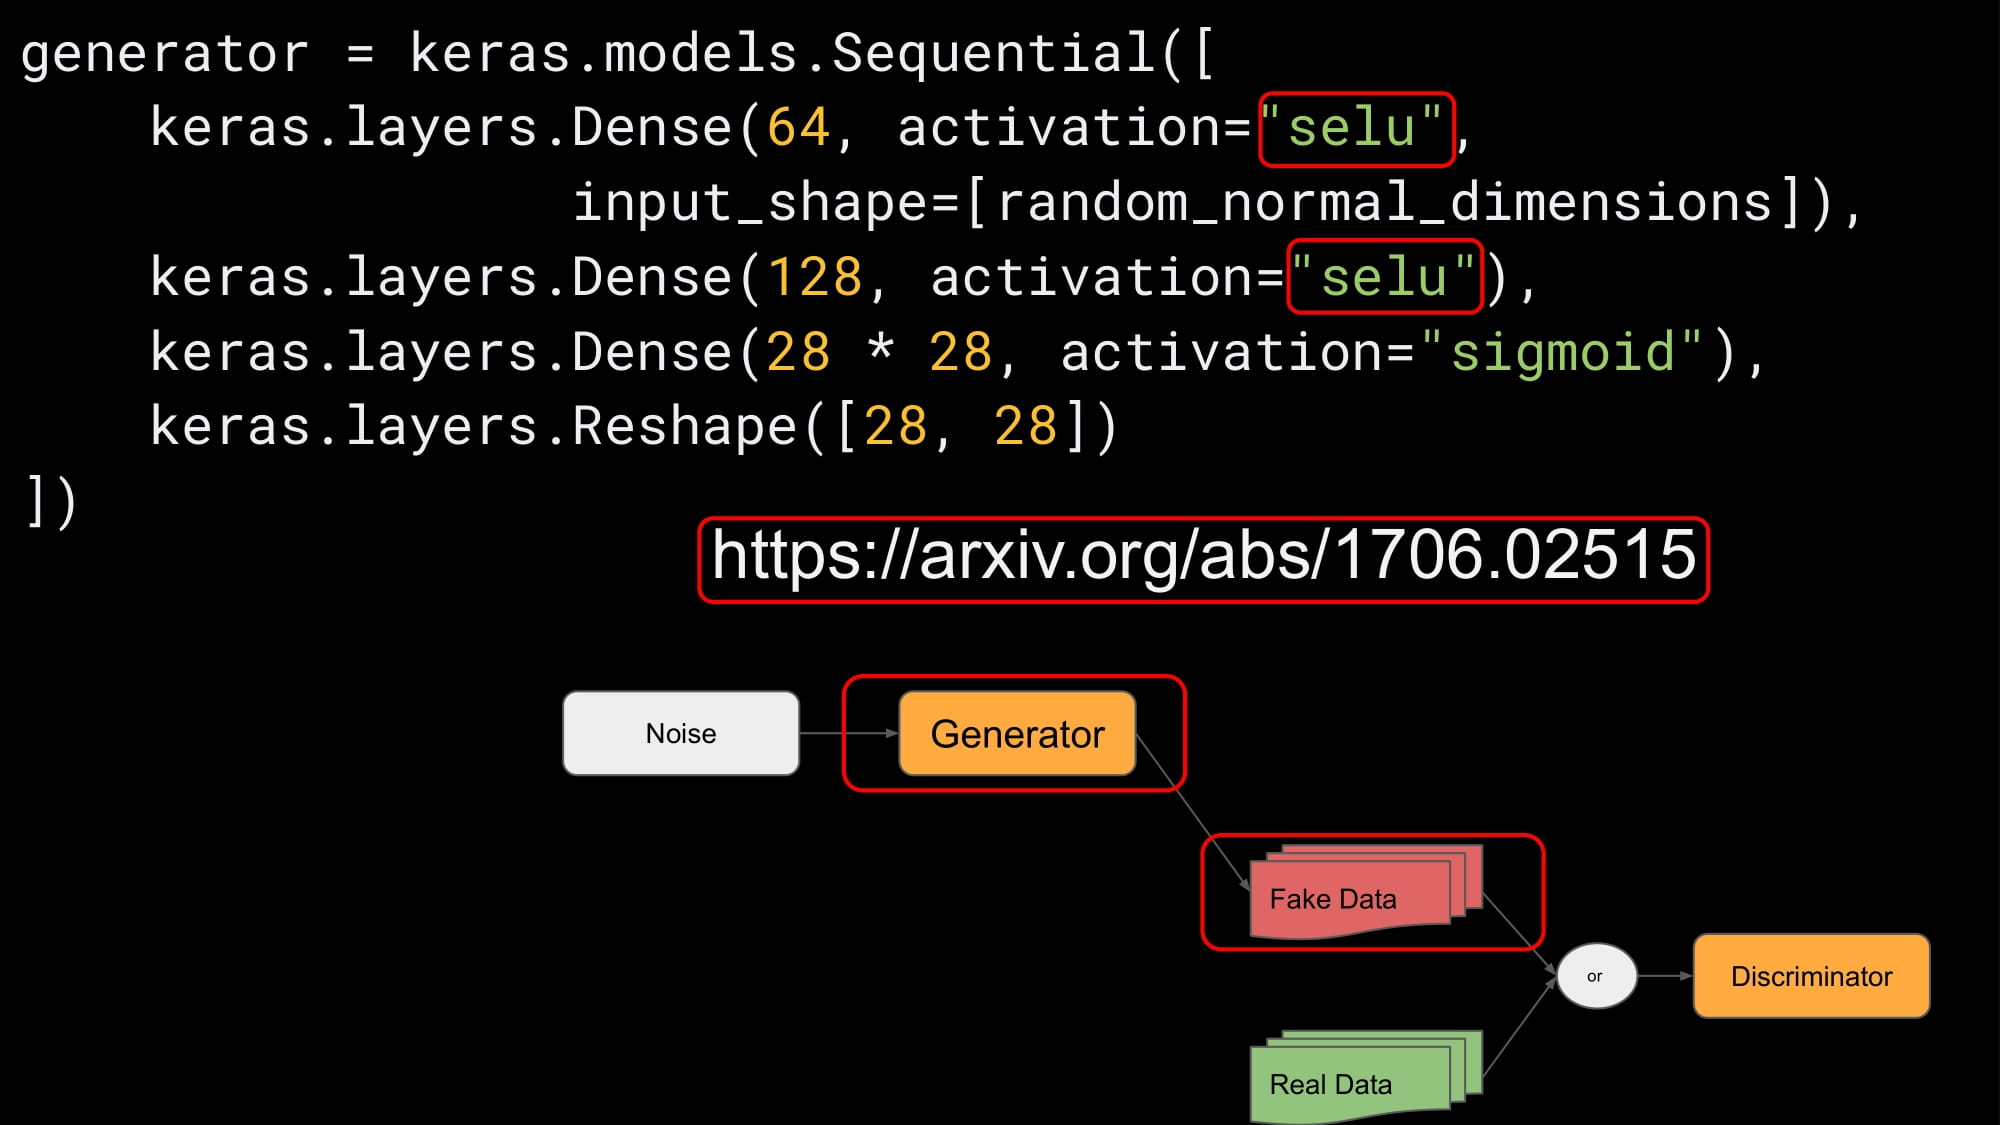 generator = keras.models.Sequential([
    keras.layers.Dense(64, activation="selu",
                       input_shape=[random_normal_dimensions]),
    keras.layers.Dense(128, activation="selu"),
    keras.layers.Dense(28 * 28, activation="sigmoid"),
    keras.layers.Reshape([28, 28])
])
https://arxiv.org/abs/1706.02515
Noise
Generator
Fake Data
or
Discriminator
Real Data